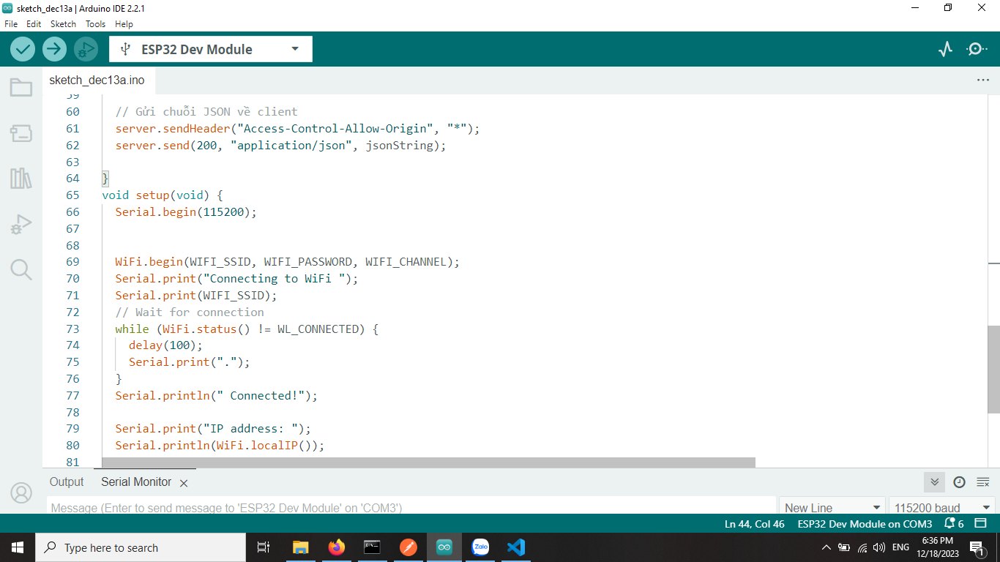 sketch_dec13a | Arduino IDE 2.2.1
File Edit Sketch Tools Help
ESP32 Dev Module
sketch_dec13a.ino
59
60 // Gửi chuỗi JSON về client
61 server.sendHeader("Access-Control-Allow-Origin", "*");
62 server.send(200, "application/json", jsonString);
63
64 }
65 void setup(void) {
66 Serial.begin(115200);
67
68
69 WiFi.begin(WIFI_SSID, WIFI_PASSWORD, WIFI_CHANNEL);
70 Serial.print("Connecting to WiFi ");
71 Serial.print(WIFI_SSID);
72 // Wait for connection
73 while (WiFi.status() != WL_CONNECTED) {
74 delay(100);
75 Serial.print(".");
76 }
77 Serial.println(" Connected!");
78
79 Serial.print("IP address: ");
80 Serial.println(WiFi.localIP());
81
Output Serial Monitor
Message (Enter to send message to 'ESP32 Dev Module' on 'COM3') New Line 115200 baud
Ln 44, Col 46 ESP32 Dev Module on COM3 6
Type here to search
Zalo
ENG
6:36 PM
12/18/2023
1